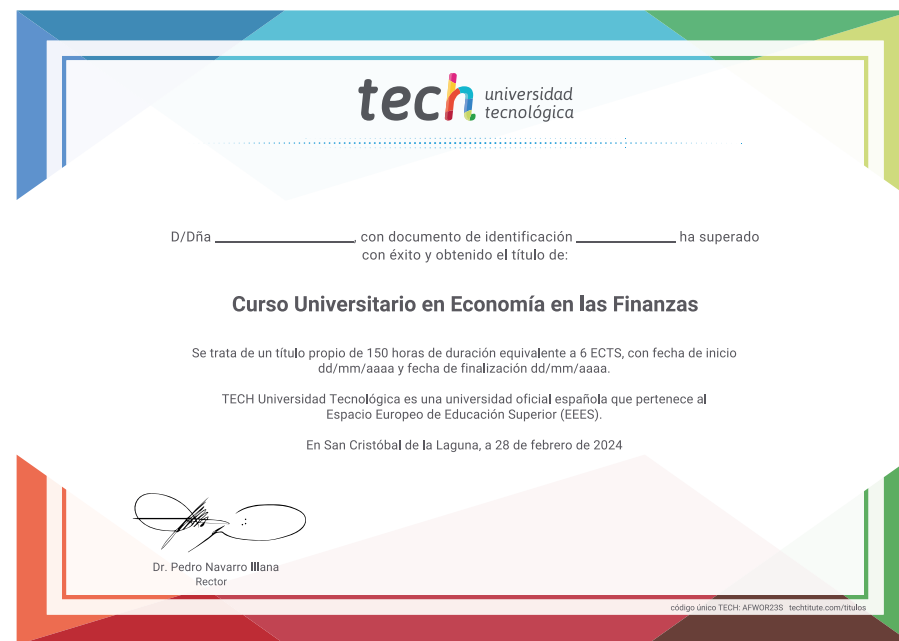 tech universidad
tecnológica
D/Dña ______________, con documento de identificación __________ ha superado
con éxito y obtenido el título de:
Curso Universitario en Economía en las Finanzas
Se trata de un título propio de 150 horas de duración equivalente a 6 ECTS, con fecha de inicio
dd/mm/aaaa y fecha de finalización dd/mm/aaaa.
TECH Universidad Tecnológica es una universidad oficial española que pertenece al
Espacio Europeo de Educación Superior (EEES).
En San Cristóbal de la Laguna, a 28 de febrero de 2024
Dr. Pedro Navarro Illana
Rector
código único TECH: AFWOR23S techtitute.com/titulos